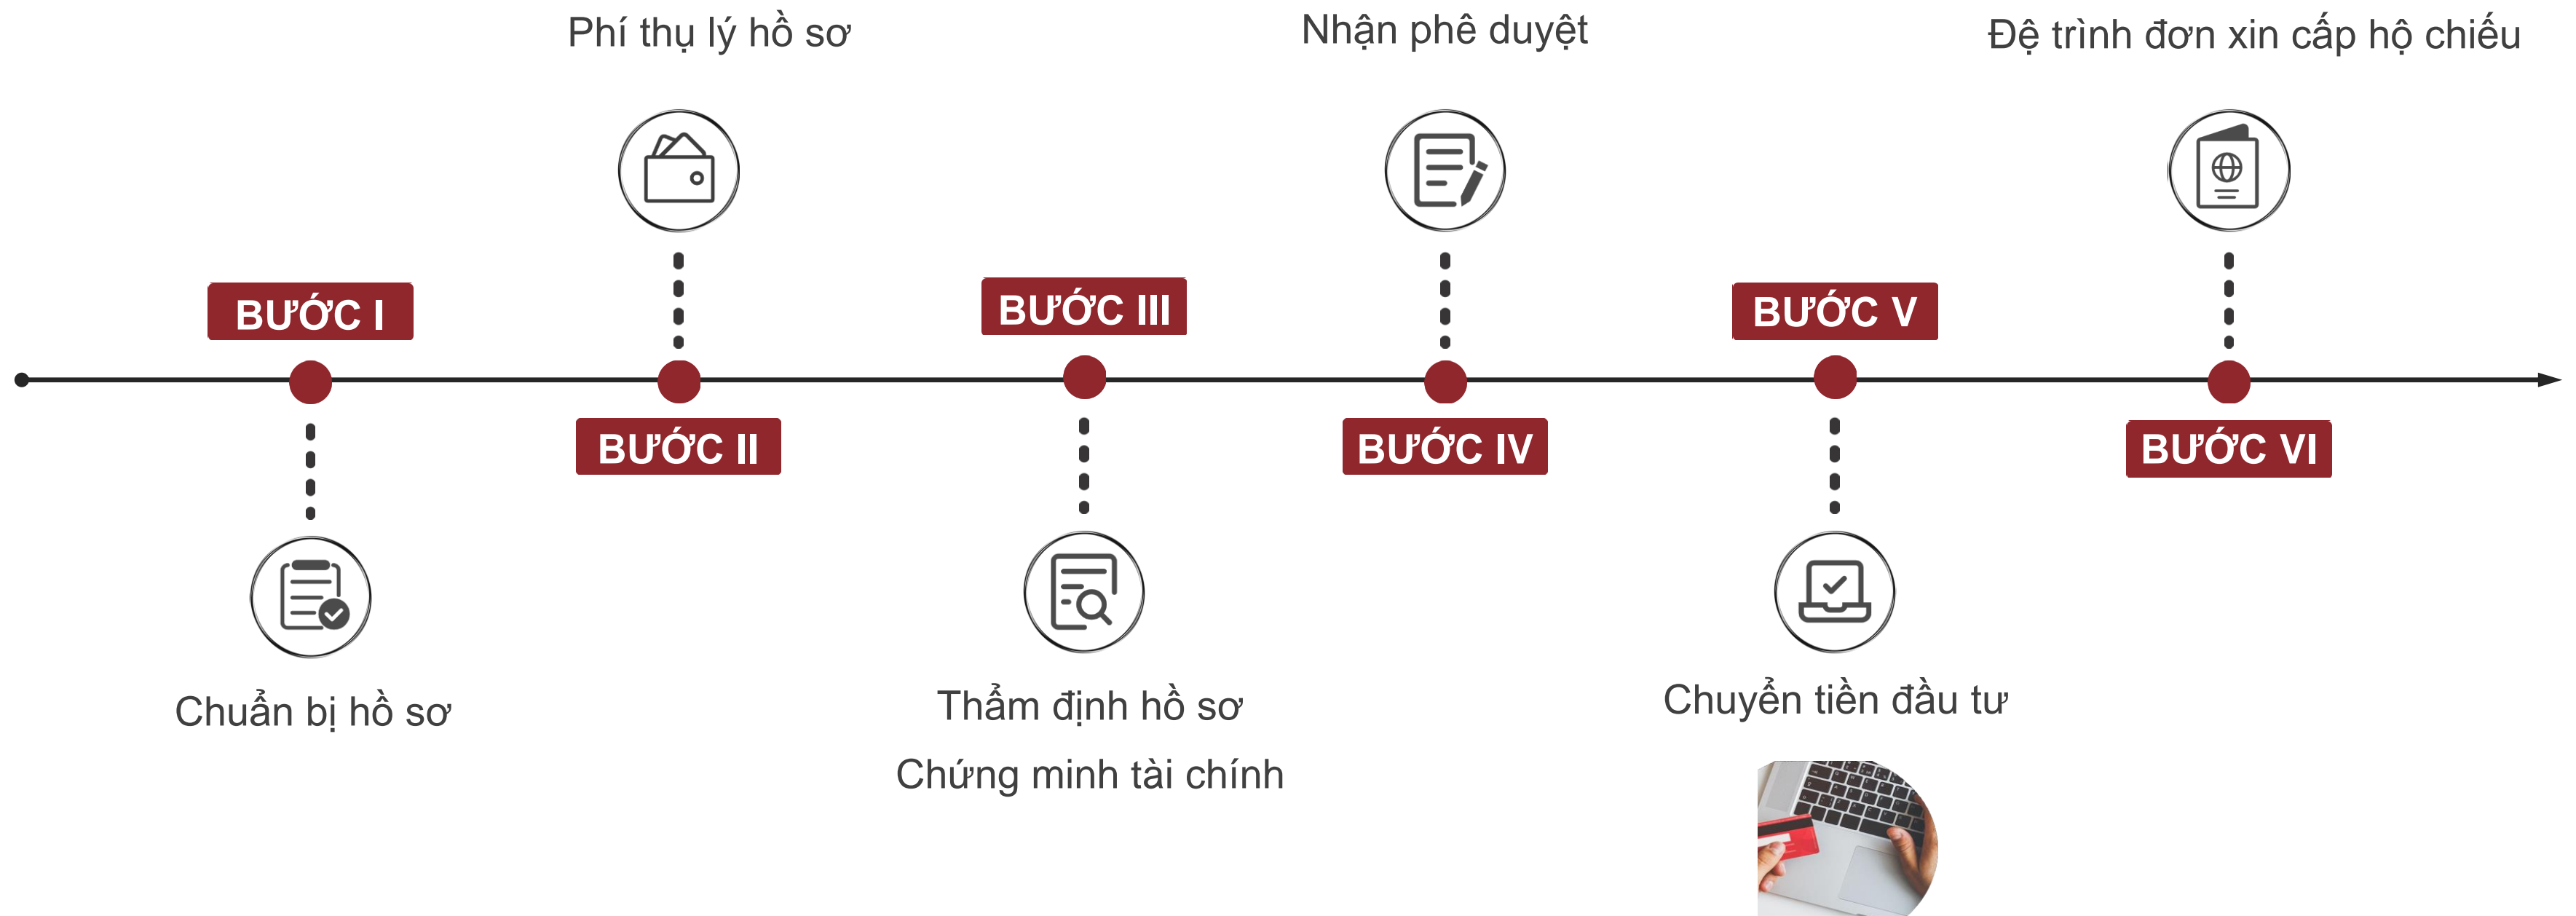 Phí thụ lý hồ sơ
Nhận phê duyệt
Đệ trình đơn xin cấp hộ chiếu
BƯỚC I
BƯỚC III
BƯỚC V
BƯỚC II
BƯỚC IV
BƯỚC VI
Chuẩn bị hồ sơ
Thẩm định hồ sơ
Chứng minh tài chính
Chuyển tiền đầu tư